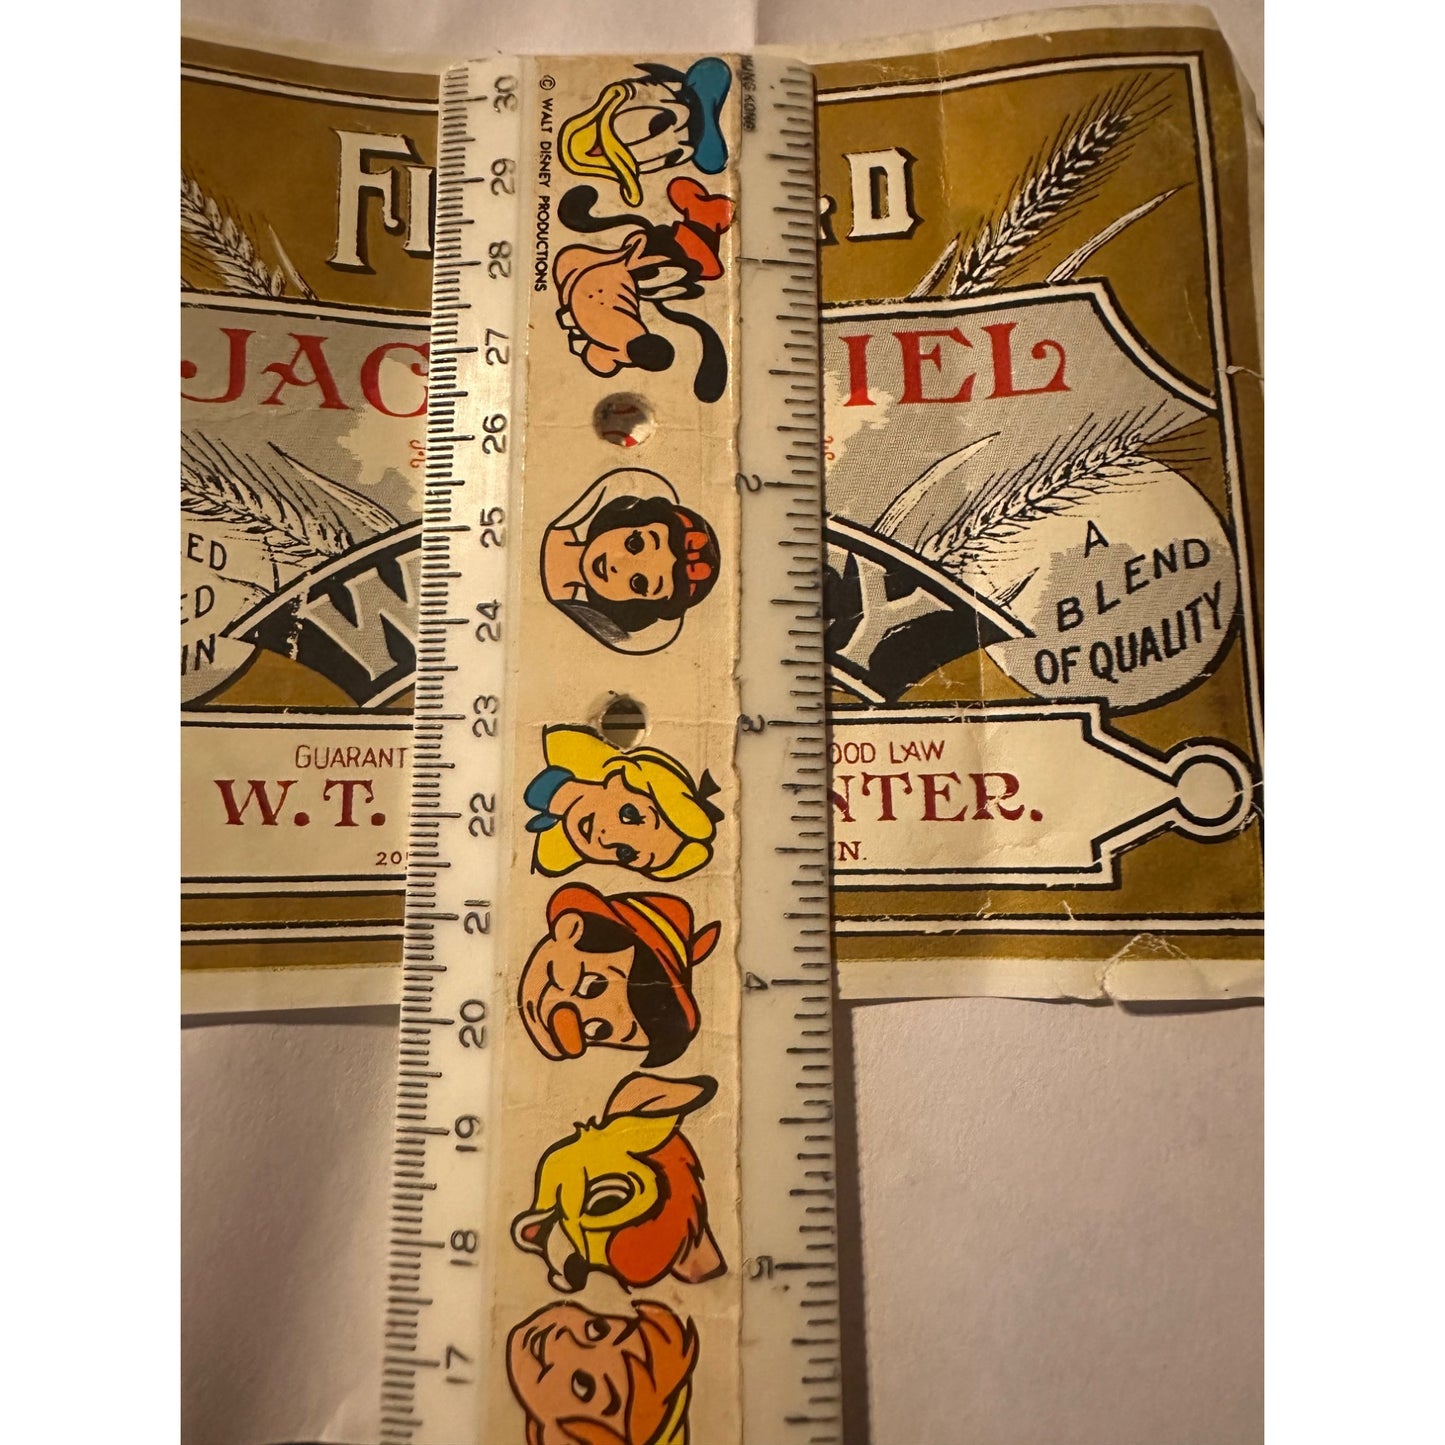 FI RD
JAC IEL
W Y
ED
ED
IN
A
BLEND
OF QUALITY
GUARANT OOD LAW
W.T. NTER.
20 IN.
© WALT DISNEY PRODUCTIONS
HONG KONG
30
29
28
27
26
25
24
23
22
21
20
19
18
17
1
2
3
4
5